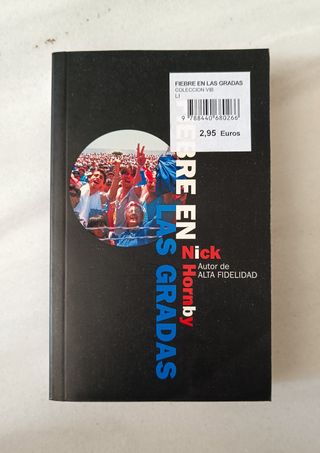 FIEBRE EN LAS GRADAS
COLECCION VIB
LI
9 788440 680266
2,95 Euros
FIEBRE EN
LAS GRADAS
Nick
Hornby
Autor de
ALTA FIDELIDAD